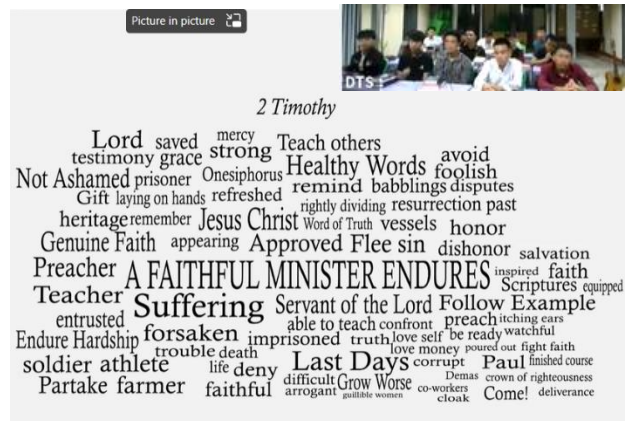 Picture in picture
DTS
2 Timothy
Lord saved mercy strong Teach others
testimony grace avoid
Not Ashamed prisoner Onesiphorus Healthy Words foolish
Gift laying on hands refreshed remind babblings disputes
heritage remember Jesus Christ rightly dividing resurrection past
Word of Truth vessels honor
Genuine Faith appearing Approved Flee sin dishonor salvation
Preacher A FAITHFUL MINISTER ENDURES inspired faith
Teacher Suffering Servant of the Lord Scriptures equipped
Follow Example
entrusted able to teach confront preach itching ears
Endure Hardship forsaken imprisoned truth love self be ready watchful
trouble death love money poured out fight faith
soldier athlete life deny Last Days corrupt Paul finished course
Partake farmer faithful difficult Grow Worse Demas crown of righteousness
arrogant guillible women co-workers Come! deliverance
cloak